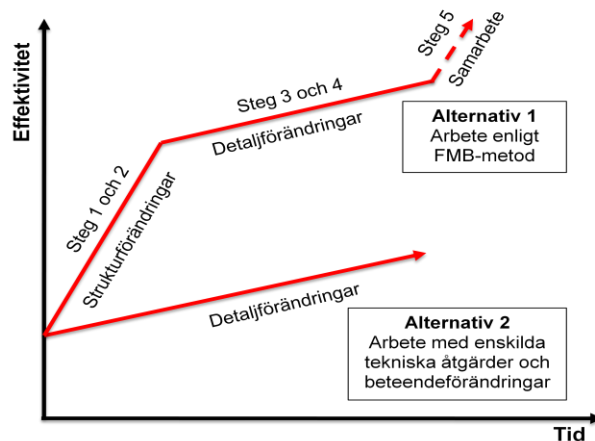 Effektivitet
Steg 1 och 2
Strukturförändringar
Steg 3 och 4
Detaljförändringar
Steg 5
Samarbete
Alternativ 1
Arbete enligt
FMB-metod
Detaljförändringar
Alternativ 2
Arbete med enskilda
tekniska åtgärder och
beteendeförändringar
Tid